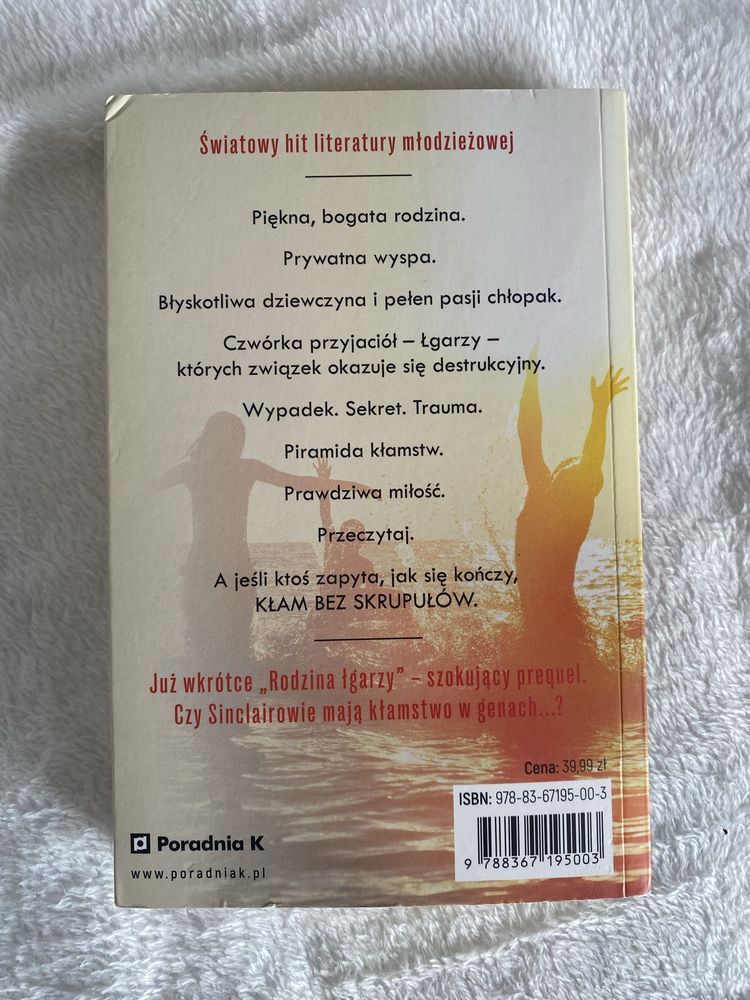 Światowy hit literatury młodzieżowej
Piękna, bogata rodzina.
Prywatna wyspa.
Błyskotliwa dziewczyna i pełen pasji chłopak.
Czwórka przyjaciół – Łgarzy –
których związek okazuje się destrukcyjny.
Wypadek. Sekret. Trauma.
Piramida kłamstw.
Prawdziwa miłość.
Przeczytaj.
A jeśli ktoś zapyta, jak się kończy,
KŁAM BEZ SKRUPUŁÓW.
Już wkrótce „Rodzina łgarzy” – szokujący prequel.
Czy Sinclairowie mają kłamstwo w genach...?
Cena: 39,99 zł
ISBN: 978-83-67195-00-3
9 788367 195003
Poradnia K
www.poradniak.pl